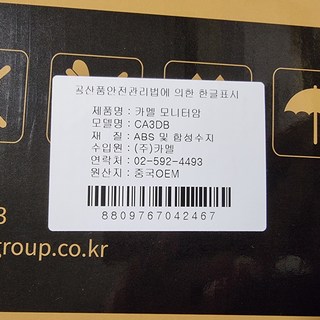 공산품안전관리법에 의한 한글표시
제품명 : 카멜 모니터암
모델명 : CA3DB
재 질 : ABS 및 합성수지
수입원 : (주)카멜
연락처 : 02-592-4493
원산지 : 중국OEM
8809767042467
3
group.co.kr